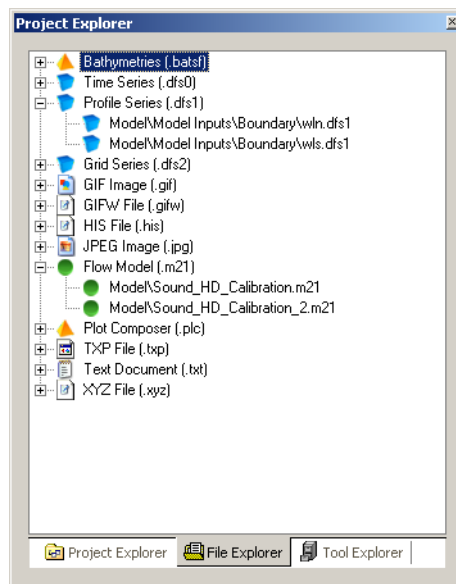 Project Explorer
Bathymetries (.batsf)
Time Series (.dfs0)
Profile Series (.dfs1)
Model\Model Inputs\Boundary\wln.dfs1
Model\Model Inputs\Boundary\wls.dfs1
Grid Series (.dfs2)
GIF Image (.gif)
GIFW File (.gifw)
HIS File (.his)
JPEG Image (.jpg)
Flow Model (.m21)
Model\Sound_HD_Calibration.m21
Model\Sound_HD_Calibration_2.m21
Plot Composer (.plc)
TXP File (.txp)
Text Document (.txt)
XYZ File (.xyz)
Project Explorer File Explorer Tool Explorer